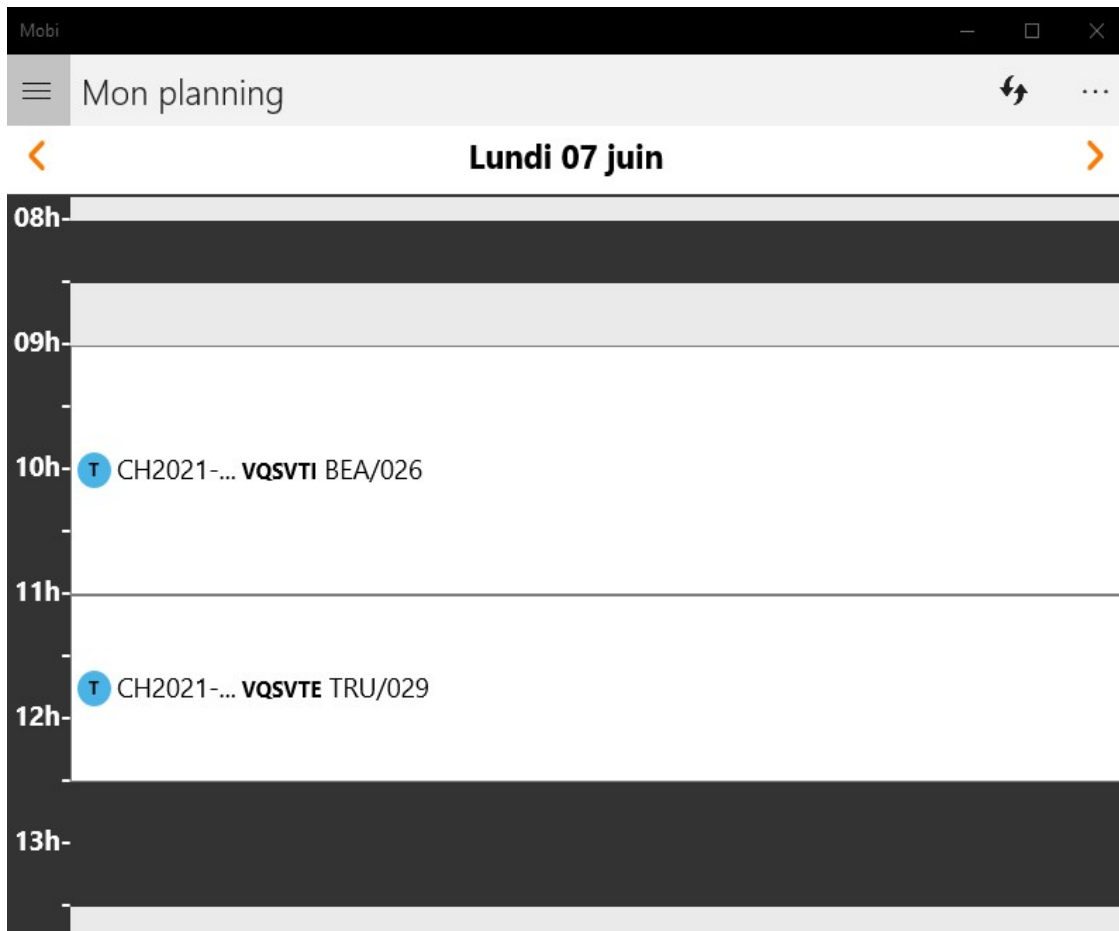 Mobi
Mon planning
Lundi 07 juin
08h-
09h-
10h- T CH2021-... VQSVTI BEA/026
11h-
T CH2021-... VQSVTE TRU/029
12h-
13h-